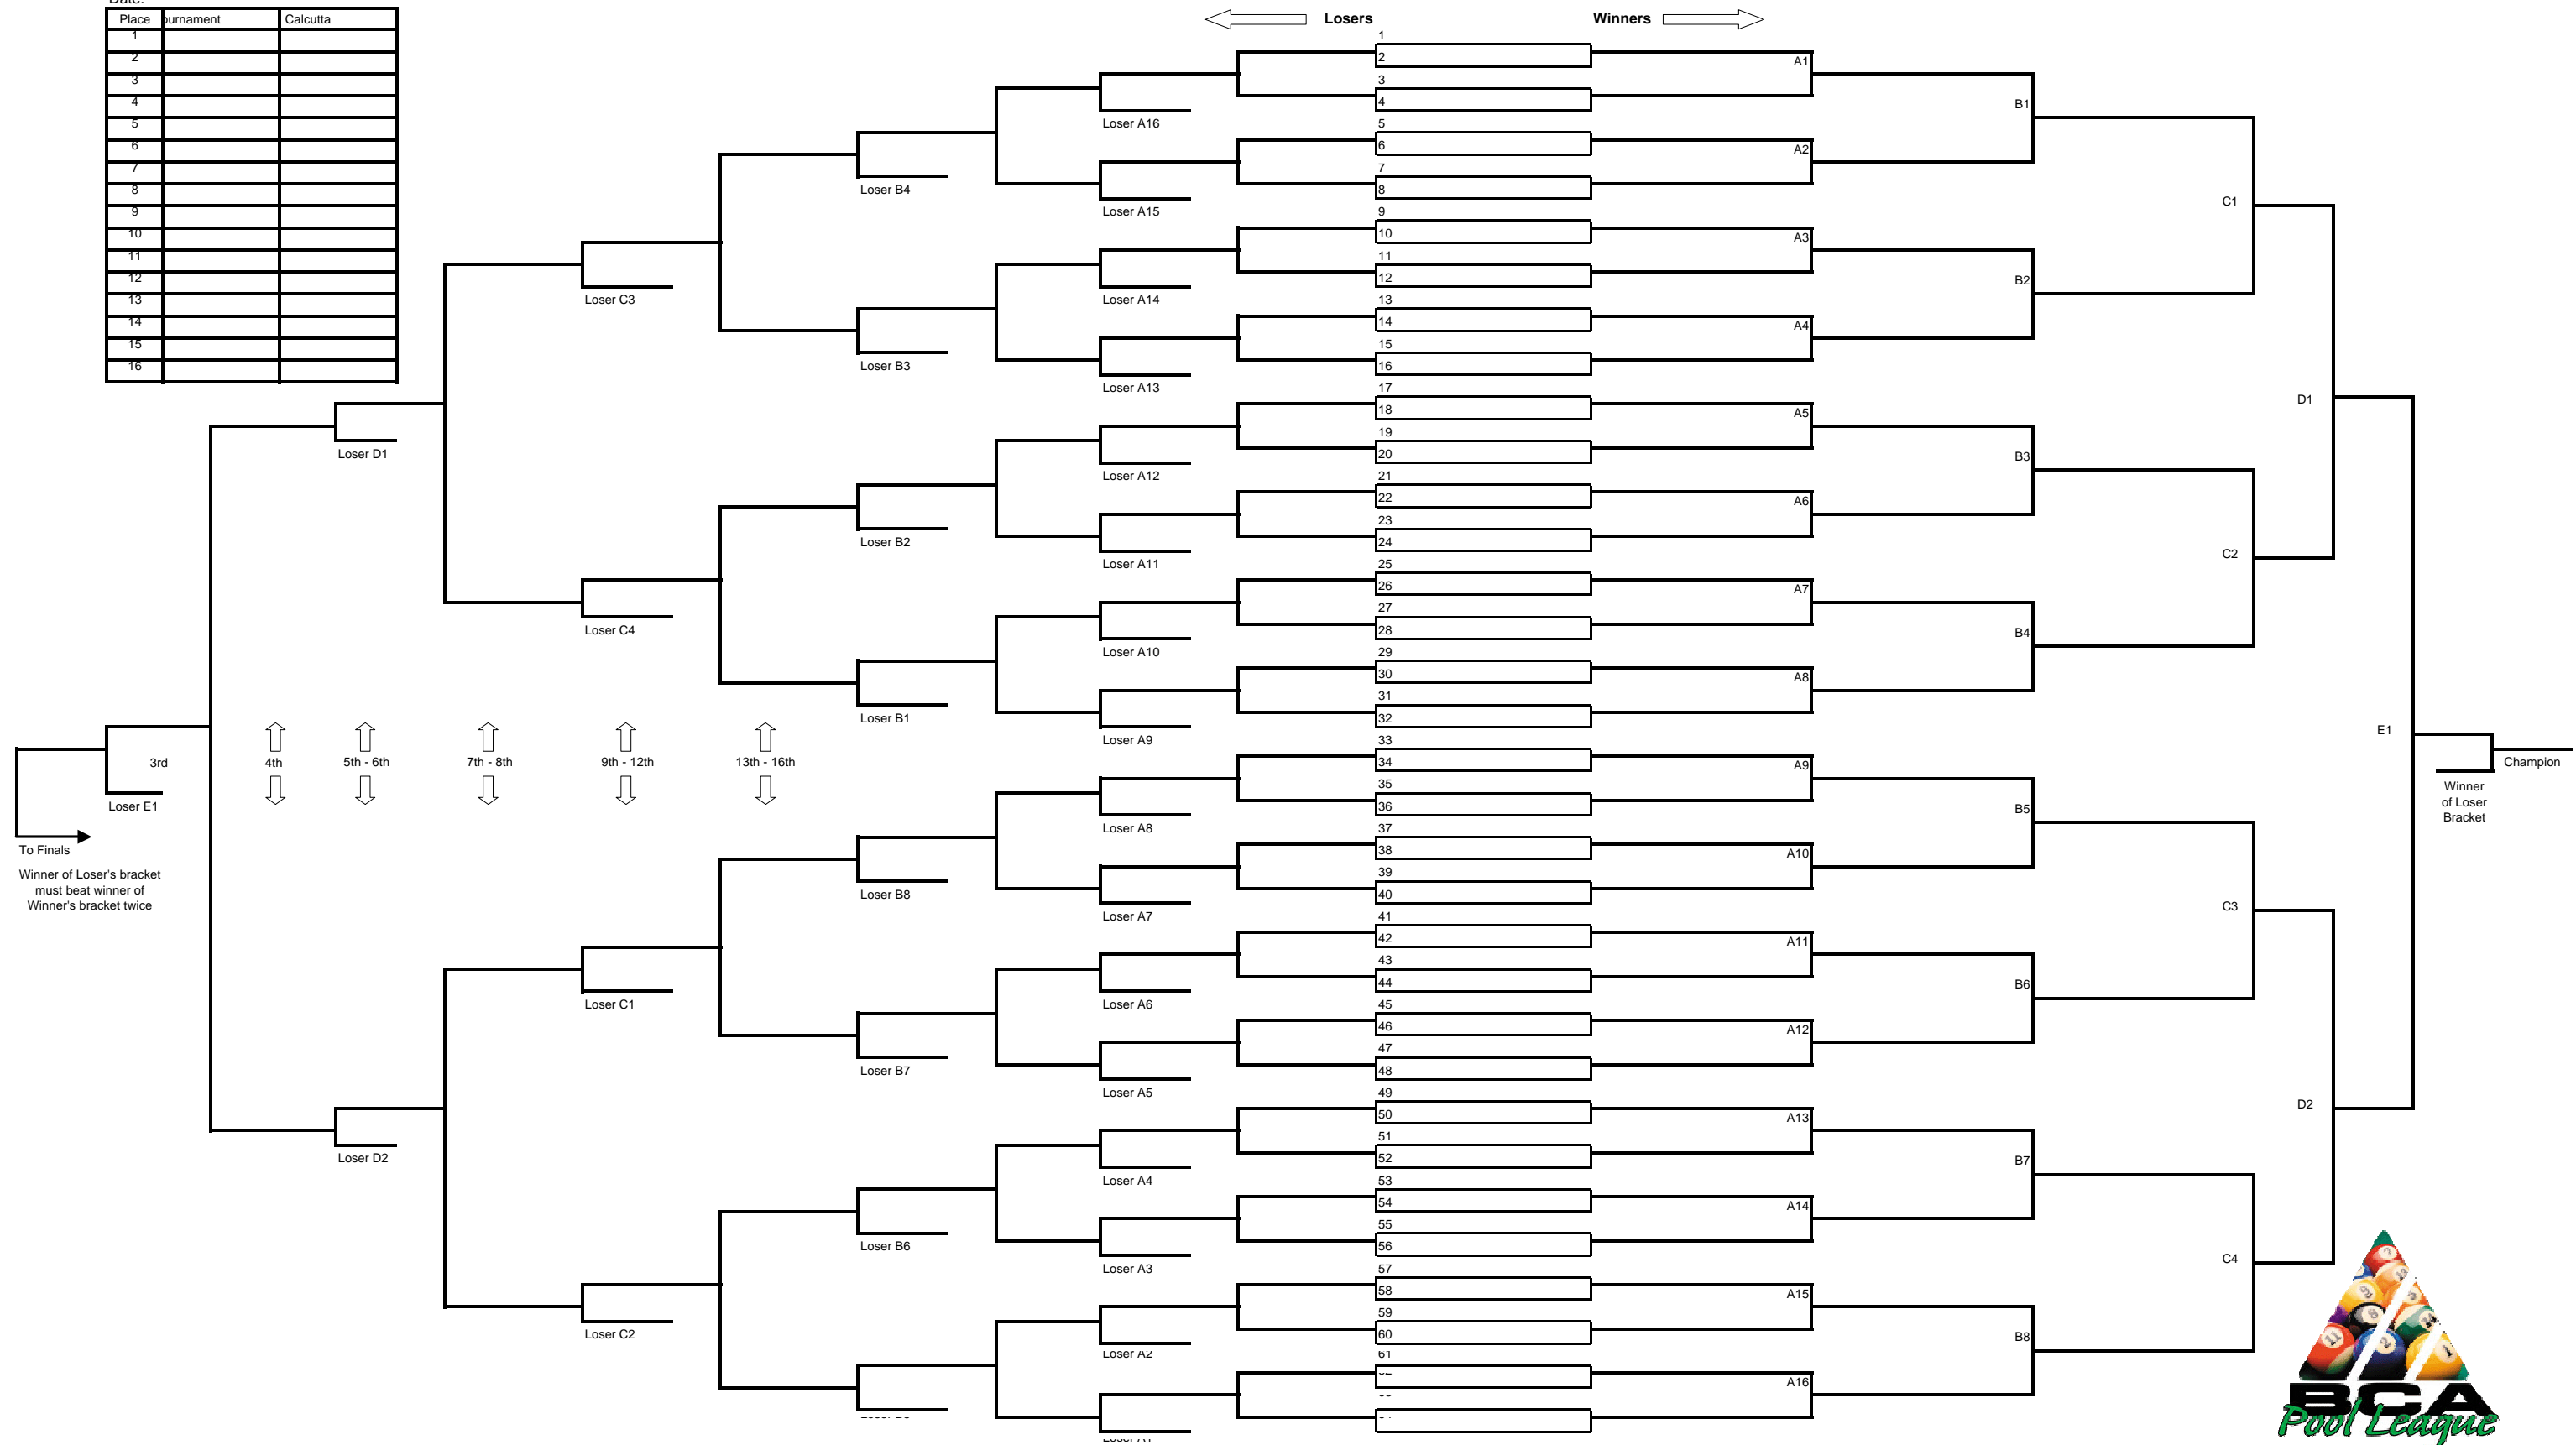 Date:
Place ournament Calcutta
1
2
3
4
5
6
7
8
9
10
11
12
13
14
15
16
Losers Winners
1
2
3
4
5
6
7
8
9
10
11
12
13
14
15
16
17
18
19
20
21
22
23
24
25
26
27
28
29
30
31
32
33
34
35
36
37
38
39
40
41
42
43
44
45
46
47
48
49
50
51
52
53
54
55
56
57
58
59
60
61
A1
A2
A3
A4
A5
A6
A7
A8
A9
A10
A11
A12
A13
A14
A15
A16
B1
B2
B3
B4
B5
B6
B7
B8
C1
C2
C3
C4
D1
D2
E1
Champion
Winner
of Loser
Bracket
Loser A16
Loser A15
Loser A14
Loser A13
Loser A12
Loser A11
Loser A10
Loser A9
Loser A8
Loser A7
Loser A6
Loser A5
Loser A4
Loser A3
Loser A2
Loser A1
Loser B4
Loser B3
Loser B2
Loser B1
Loser B8
Loser B7
Loser B6
Loser C3
Loser C4
Loser C1
Loser C2
Loser D1
Loser D2
3rd
4th
5th - 6th
7th - 8th
9th - 12th
13th - 16th
Loser E1
To Finals
Winner of Loser's bracket
must beat winner of
Winner's bracket twice
BCA
Pool League